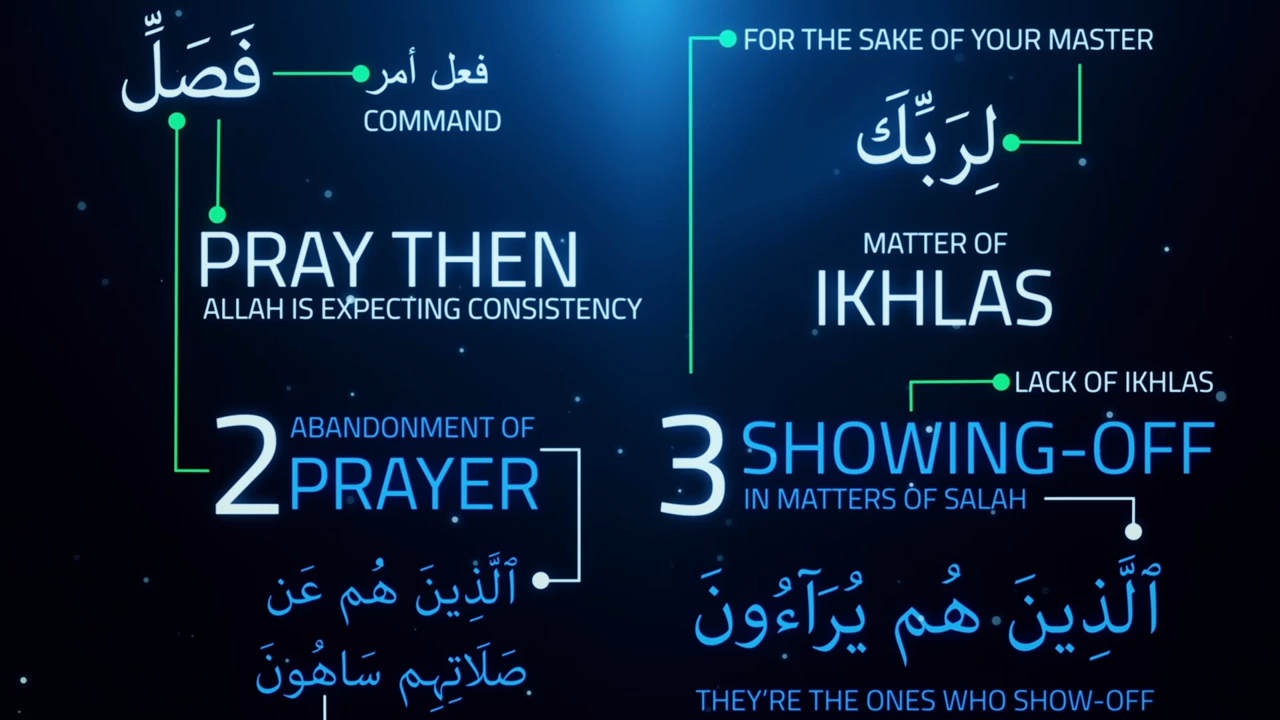 فَصَلِّ
فعل أمر
COMMAND
PRAY THEN
ALLAH IS EXPECTING CONSISTENCY
2
ABANDONMENT OF
PRAYER
ٱلَّذِينَ هُم عَن
صَلَاتِهِم سَاهُونَ
FOR THE SAKE OF YOUR MASTER
لِرَبِّكَ
MATTER OF
IKHLAS
LACK OF IKHLAS
3
SHOWING-OFF
IN MATTERS OF SALAH
ٱلَّذِينَ هُم يُرَآءُونَ
THEY'RE THE ONES WHO SHOW-OFF